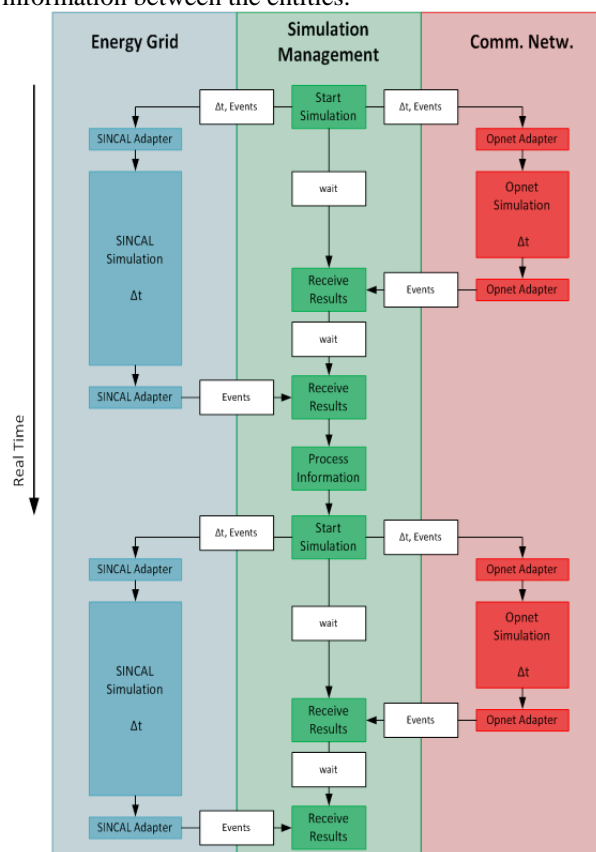 information between the entities.
Energy Grid
Simulation
Management
Comm. Netw.
Δt, Events
Start
Simulation
Δt, Events
SINCAL Adapter
Opnet Adapter
wait
SINCAL
Simulation
Δt
Opnet
Simulation
Δt
Receive
Results
Events
Opnet Adapter
wait
SINCAL Adapter
Events
Receive
Results
Real Time
Process
Information
Δt, Events
Start
Simulation
Δt, Events
SINCAL Adapter
Opnet Adapter
wait
SINCAL
Simulation
Δt
Opnet
Simulation
Δt
Receive
Results
Events
Opnet Adapter
wait
SINCAL Adapter
Events
Receive
Results